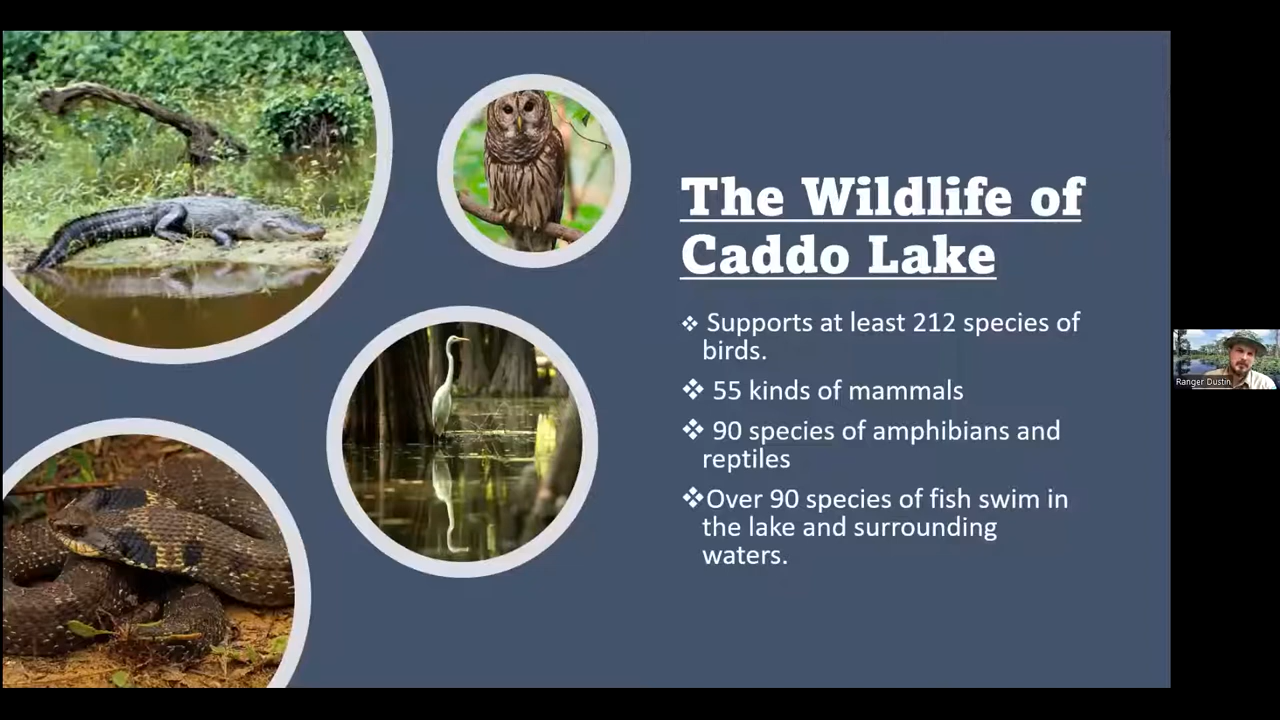 The Wildlife of
Caddo Lake
❖ Supports at least 212 species of
birds.
❖ 55 kinds of mammals
❖ 90 species of amphibians and
reptiles
❖Over 90 species of fish swim in
the lake and surrounding
waters.
Ranger Dustin